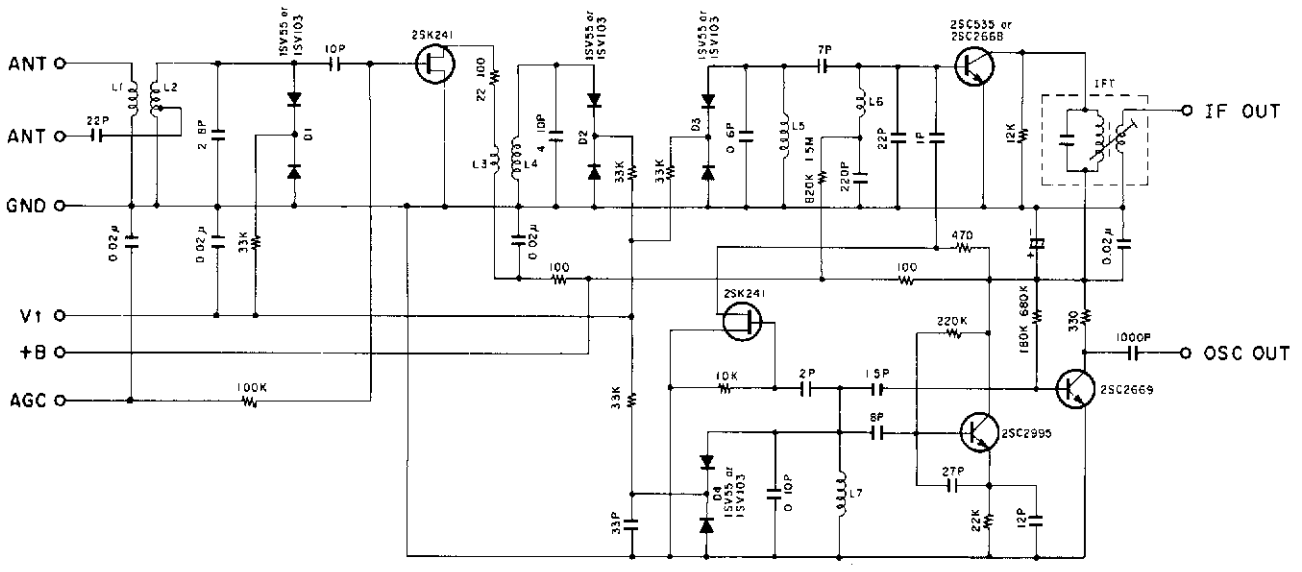 ANT
ANT
GND
Vt
+B
AGC
L1
L2
22P
2 8P
0.02μ
0.02μ
33K
D1
1SV55 or
1SV103
10P
100K
2SK241
22 100
L3
L4
4 10P
0.02μ
100
1SV55 or
1SV103
D2
33K
33K
1SV55 or
1SV103
D3
0 6P
L5
7P
L6
820K 1.5M
220P
22P
1P
2SC535 or
2SC2668
12K
IFT
IF OUT
+
0.02μ
470
100
2SK241
220K
180K 680K
330
1000P
OSC OUT
2SC2669
10K
2P
1 5P
8P
2SC2995
33K
33P
D4
1SV55 or
1SV103
0 10P
L7
27P
22K
12P